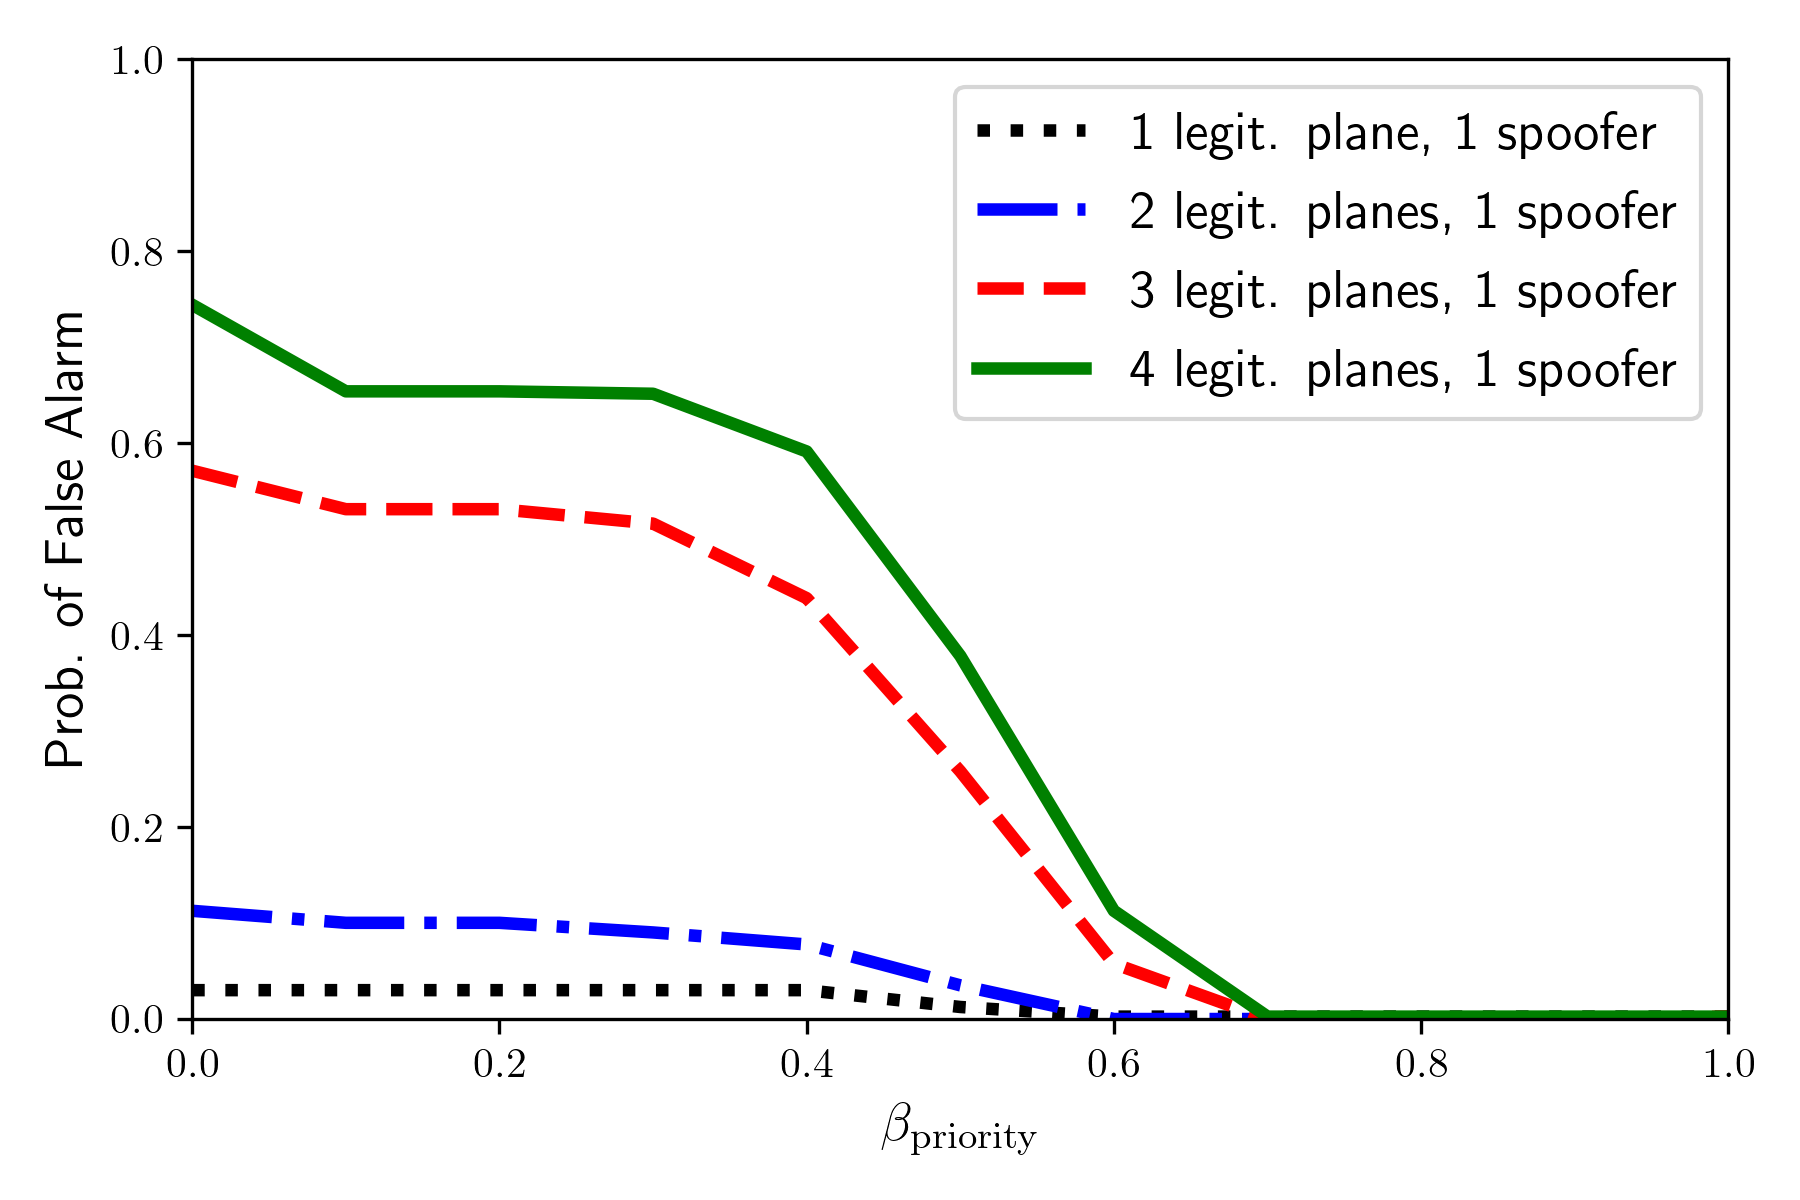 1.0
0.8
0.6
0.4
0.2
0.0
Prob. of False Alarm
1 legit. plane, 1 spoofer
2 legit. planes, 1 spoofer
3 legit. planes, 1 spoofer
4 legit. planes, 1 spoofer
0.0 0.2 0.4 0.6 0.8 1.0
βpriority